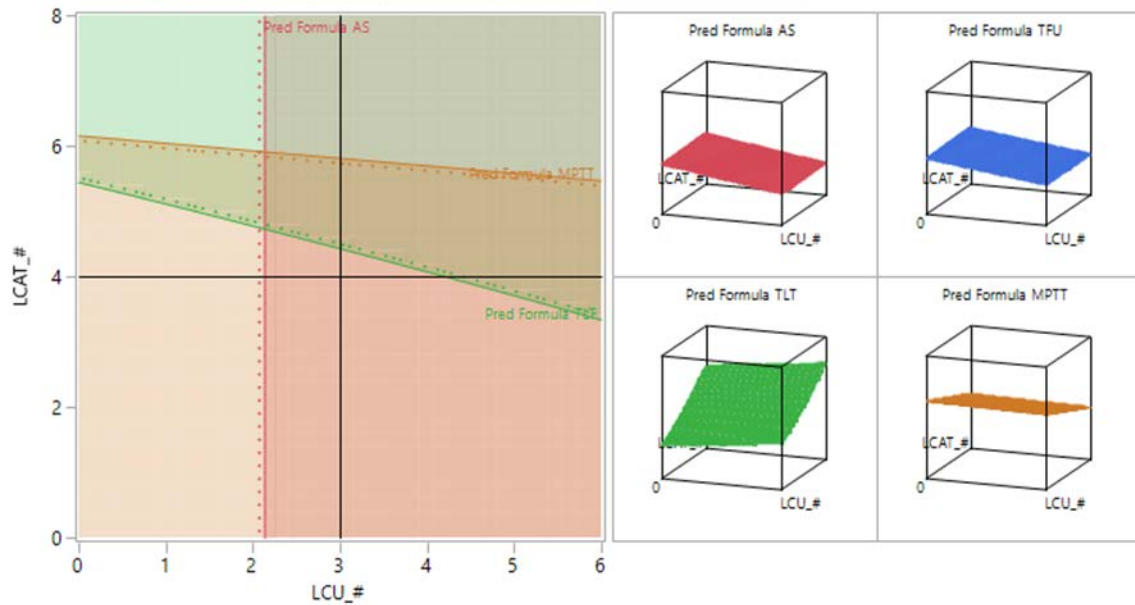 8
6
4
2
0
LCAT_#
Pred Formula AS
Pred Formula MPTT
Pred Formula TLT
0
1
2
3
4
5
6
LCU_#
Pred Formula AS
LCAT_#
0
LCU_#
Pred Formula TFU
LCAT_#
0
LCU_#
Pred Formula TLT
LCAT_#
0
LCU_#
Pred Formula MPTT
LCAT_#
0
LCU_#